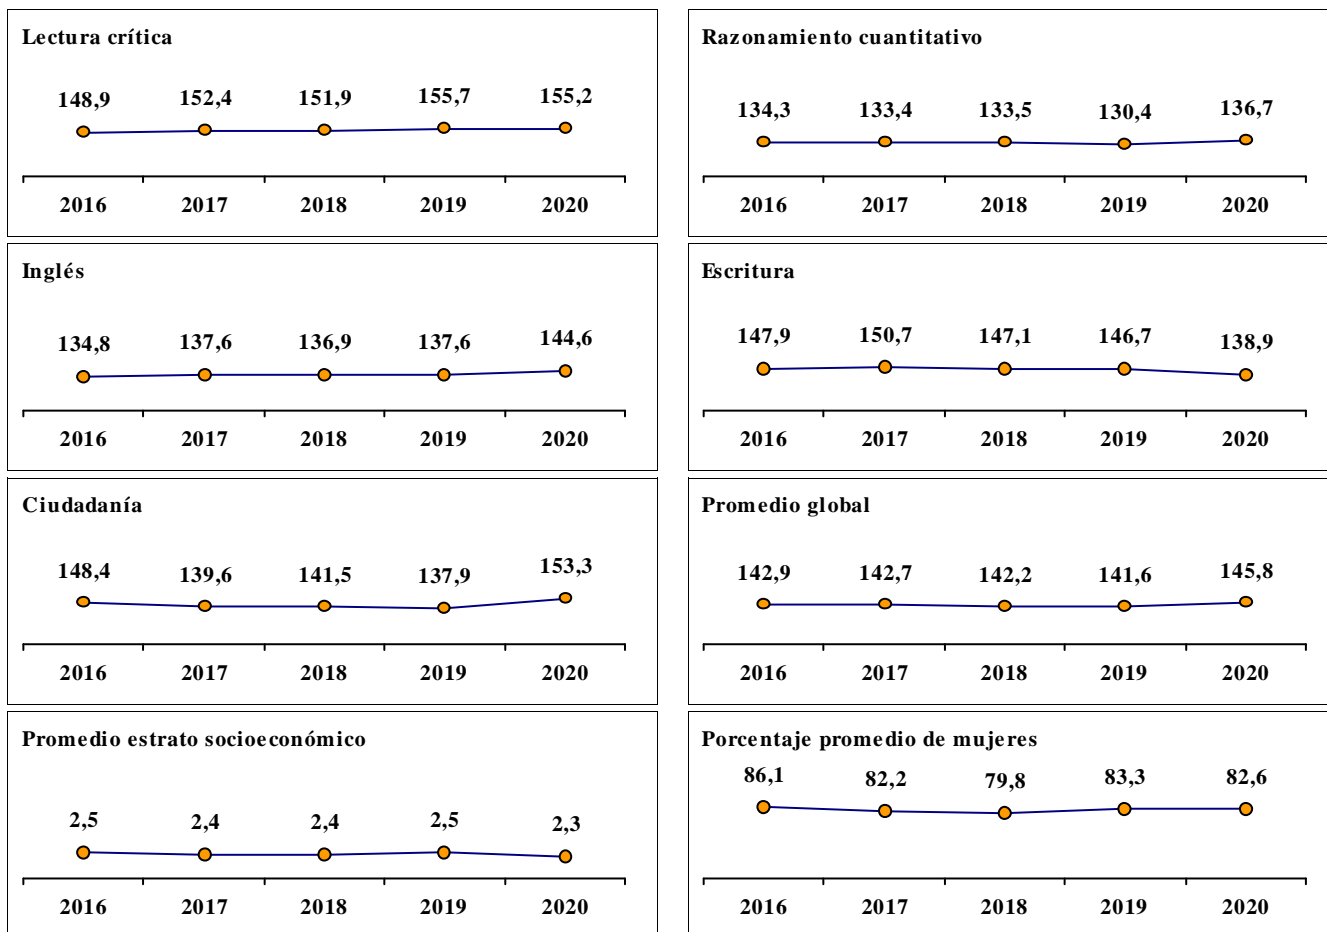 Lectura crítica
148,9 152,4 151,9 155,7 155,2
2016 2017 2018 2019 2020
Razonamiento cuantitativo
134,3 133,4 133,5 130,4 136,7
2016 2017 2018 2019 2020
Inglés
134,8 137,6 136,9 137,6 144,6
2016 2017 2018 2019 2020
Escritura
147,9 150,7 147,1 146,7 138,9
2016 2017 2018 2019 2020
Ciudadanía
148,4 139,6 141,5 137,9 153,3
2016 2017 2018 2019 2020
Promedio global
142,9 142,7 142,2 141,6 145,8
2016 2017 2018 2019 2020
Promedio estrato socioeconómico
2,5 2,4 2,4 2,5 2,3
2016 2017 2018 2019 2020
Porcentaje promedio de mujeres
86,1 82,2 79,8 83,3 82,6
2016 2017 2018 2019 2020